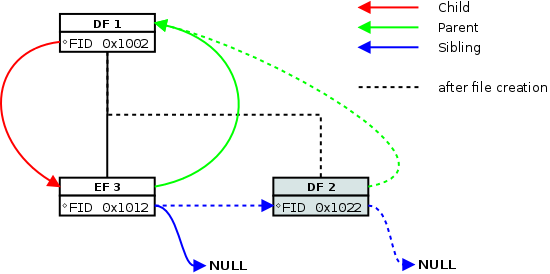 DF 1
FID 0x1002
Child
Parent
Sibling
after file creation
EF 3
FID 0x1012
DF 2
FID 0x1022
NULL
NULL